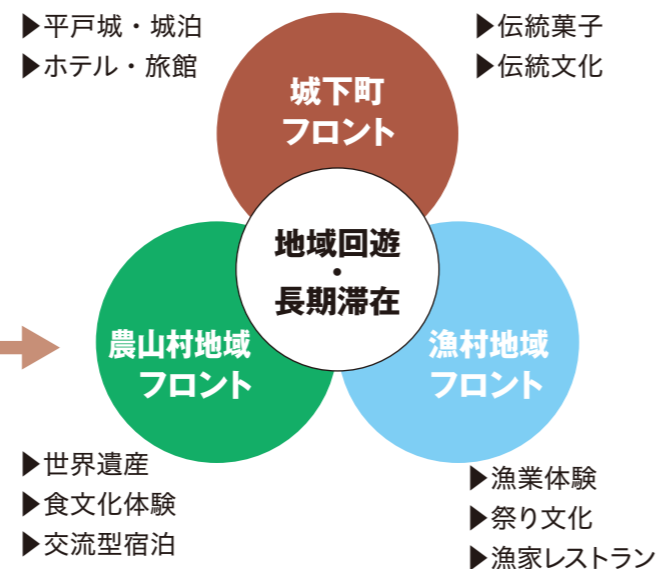 ▶平戸城・城泊
▶ホテル・旅館
▶伝統菓子
▶伝統文化
城下町
フロント
地域回遊
・
長期滞在
農山村地域
フロント
漁村地域
フロント
▶世界遺産
▶食文化体験
▶交流型宿泊
▶漁業体験
▶祭り文化
▶漁家レストラン